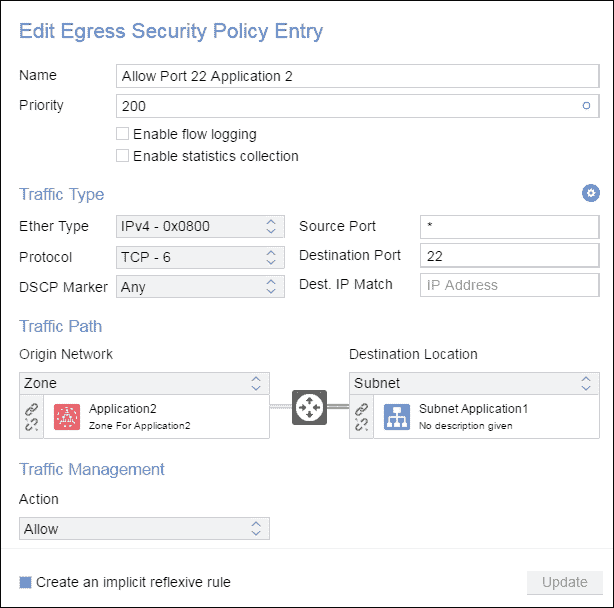 Edit Egress Security Policy Entry
Name Allow Port 22 Application 2
Priority 200
Enable flow logging
Enable statistics collection
Traffic Type
Ether Type IPv4 - 0x0800 Source Port *
Protocol TCP - 6 Destination Port 22
DSCP Marker Any Dest. IP Match IP Address
Traffic Path
Origin Network Destination Location
Zone Subnet
Application2 Subnet Application1
Zone For Application2 No description given
Traffic Management
Action
Allow
Create an implicit reflexive rule Update